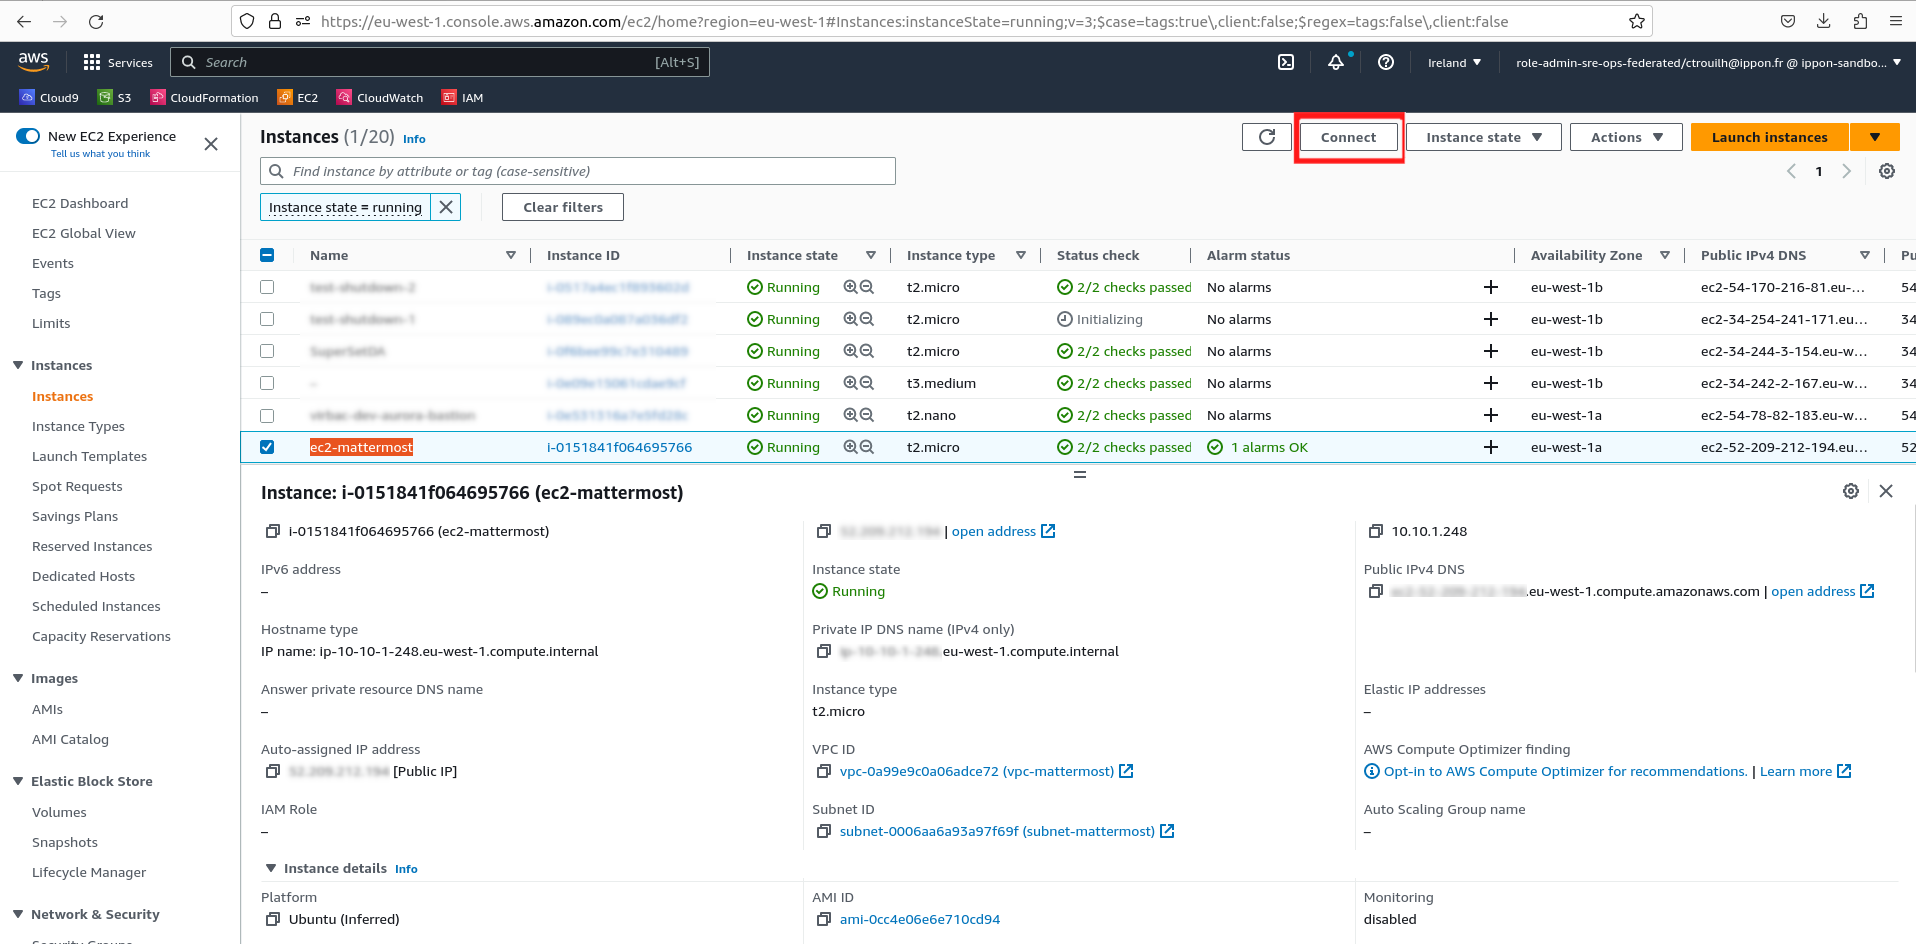 https://eu-west-1.console.aws.amazon.com/ec2/home?region=eu-west-1#Instances:instanceState=running;v=3;$case=tags:true\,client:false;$regex=tags:false\,client:false
aws Services Search [Alt+S] Ireland role-admin-sre-ops-federated/ctrouilh@ippon.fr @ ippon-sandbo...
Cloud9 S3 CloudFormation EC2 CloudWatch IAM
New EC2 Experience
Tell us what you think
EC2 Dashboard
EC2 Global View
Events
Tags
Limits
Instances
Instances
Instance Types
Launch Templates
Spot Requests
Savings Plans
Reserved Instances
Dedicated Hosts
Scheduled Instances
Capacity Reservations
Images
AMIs
AMI Catalog
Elastic Block Store
Volumes
Snapshots
Lifecycle Manager
Network & Security
Security Groups
Instances (1/20) Info Connect Instance state Actions Launch instances
Find instance by attribute or tag (case-sensitive) 1
Instance state = running Clear filters
Name Instance ID Instance state Instance type Status check Alarm status Availability Zone Public IPv4 DNS Pu
Running t2.micro 2/2 checks passed No alarms eu-west-1b ec2-54-170-216-81.eu-... 54
Running t2.micro Initializing No alarms eu-west-1b ec2-34-254-241-171.eu... 34
Running t2.micro 2/2 checks passed No alarms eu-west-1b ec2-34-244-3-154.eu-w... 34
Running t3.medium 2/2 checks passed No alarms eu-west-1b ec2-34-242-2-167.eu-w... 34
Running t2.nano 2/2 checks passed No alarms eu-west-1a ec2-54-78-82-183.eu-w... 54
ec2-mattermost i-0151841f064695766 Running t2.micro 2/2 checks passed 1 alarms OK eu-west-1a ec2-52-209-212-194.eu... 52
Instance: i-0151841f064695766 (ec2-mattermost)
i-0151841f064695766 (ec2-mattermost) | open address 10.10.1.248
IPv6 address Instance state Public IPv4 DNS
– Running .eu-west-1.compute.amazonaws.com | open address
Hostname type Private IP DNS name (IPv4 only)
IP name: ip-10-10-1-248.eu-west-1.compute.internal .eu-west-1.compute.internal
Answer private resource DNS name Instance type Elastic IP addresses
– t2.micro –
Auto-assigned IP address VPC ID AWS Compute Optimizer finding
[Public IP] vpc-0a99e9c0a06adce72 (vpc-mattermost) Opt-in to AWS Compute Optimizer for recommendations. | Learn more
IAM Role Subnet ID Auto Scaling Group name
– subnet-0006aa6a93a97f69f (subnet-mattermost) –
Instance details Info
Platform AMI ID Monitoring
Ubuntu (Inferred) ami-0cc4e06e6e710cd94 disabled